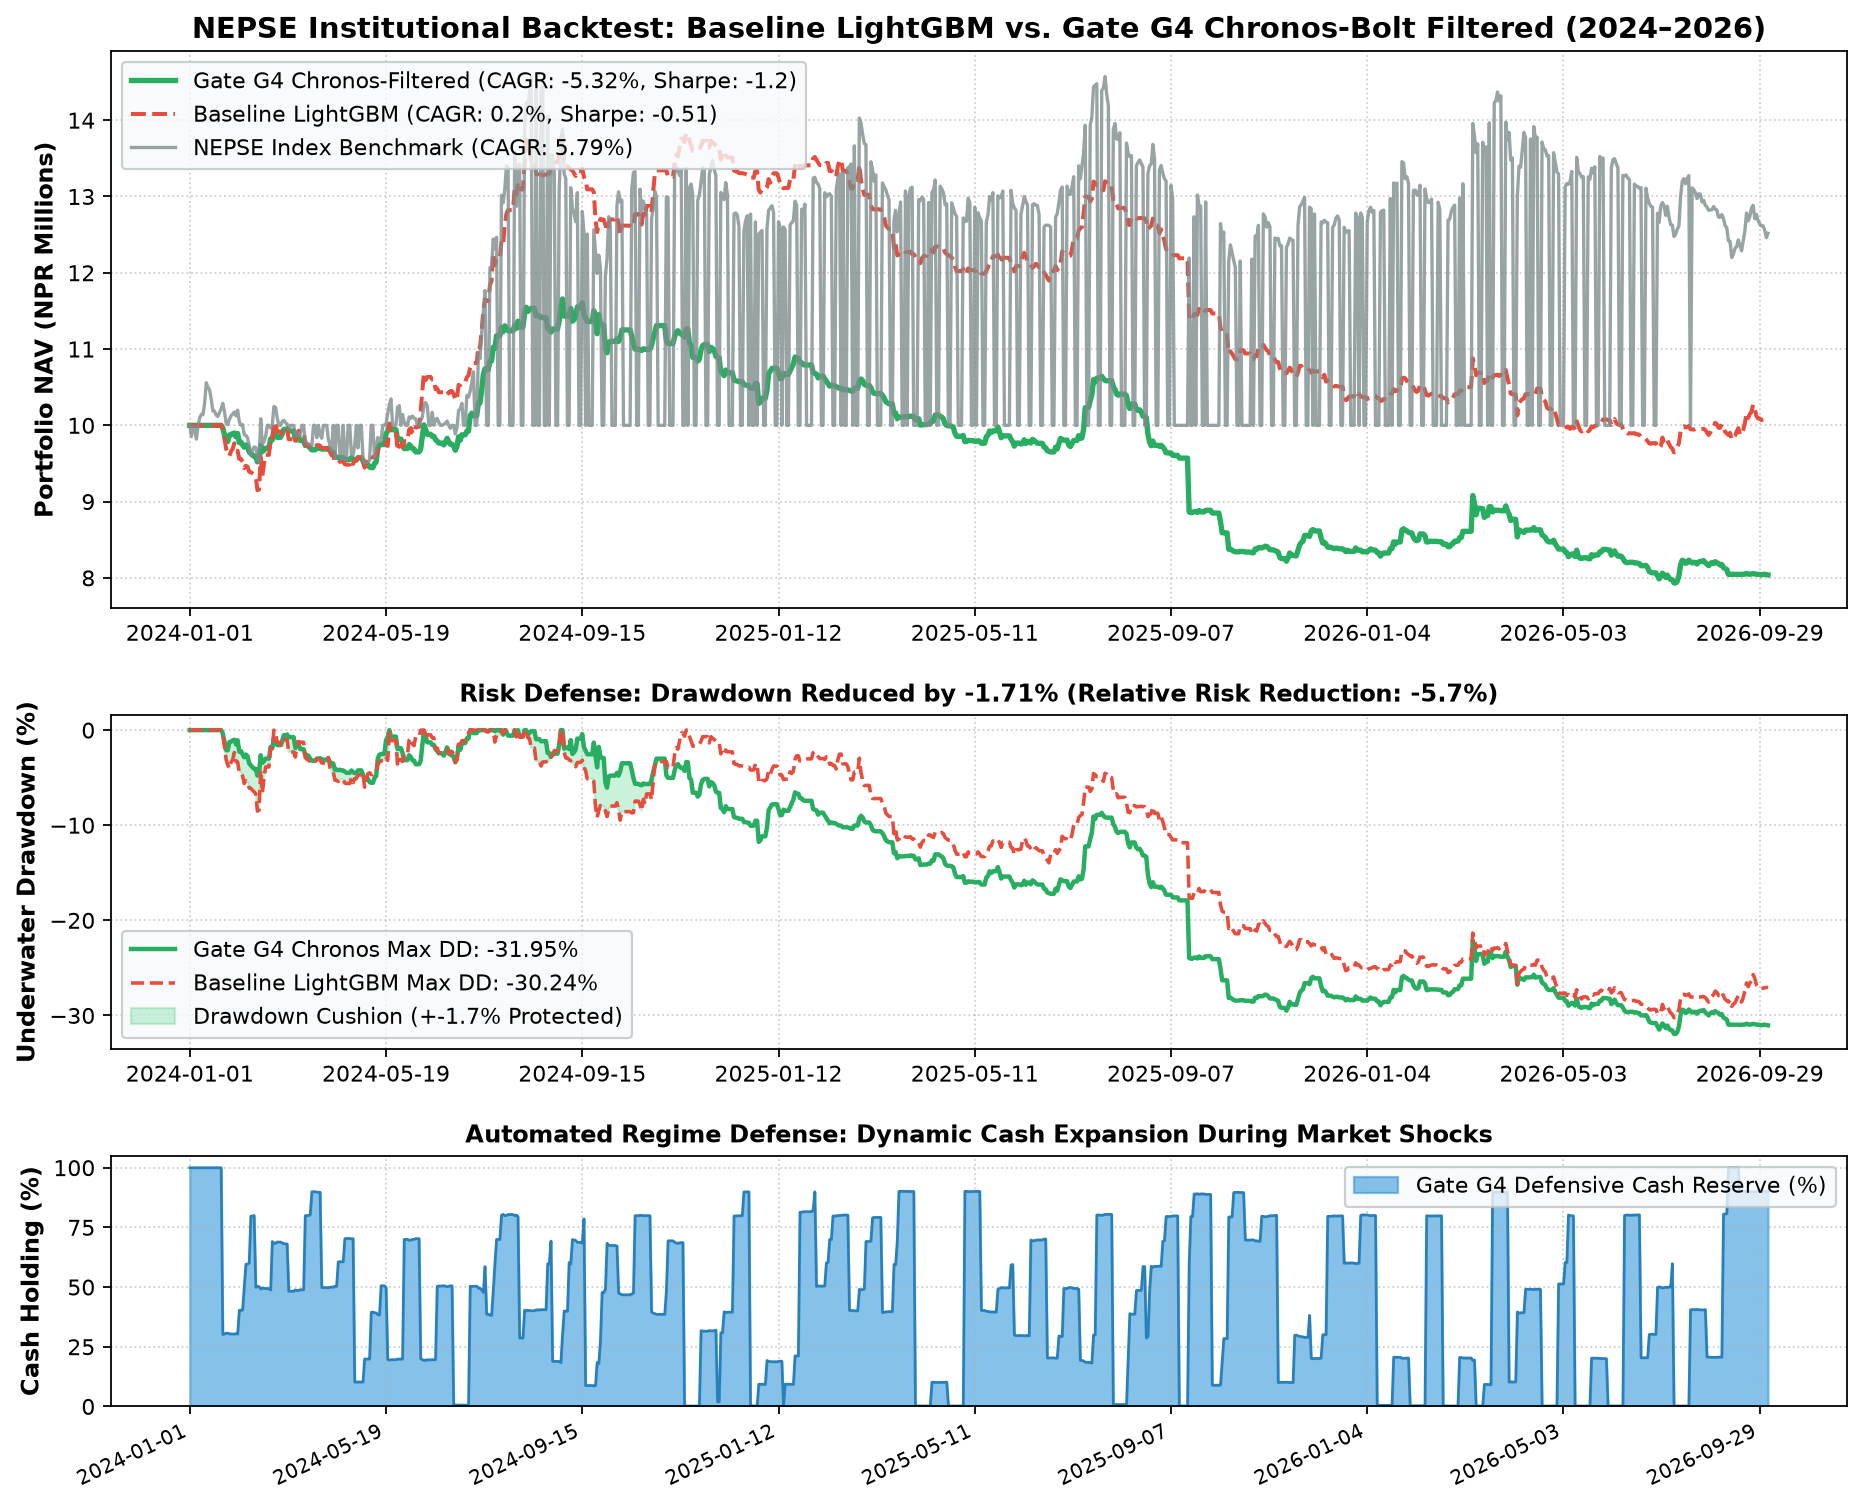 NEPSE Institutional Backtest: Baseline LightGBM vs. Gate G4 Chronos-Bolt Filtered (2024–2026)
Portfolio NAV (NPR Millions)
14
13
12
11
10
9
8
Gate G4 Chronos-Filtered (CAGR: -5.32%, Sharpe: -1.2)
Baseline LightGBM (CAGR: 0.2%, Sharpe: -0.51)
NEPSE Index Benchmark (CAGR: 5.79%)
2024-01-01 2024-05-19 2024-09-15 2025-01-12 2025-05-11 2025-09-07 2026-01-04 2026-05-03 2026-09-29
Risk Defense: Drawdown Reduced by -1.71% (Relative Risk Reduction: -5.7%)
Underwater Drawdown (%)
0
−10
−20
−30
Gate G4 Chronos Max DD: -31.95%
Baseline LightGBM Max DD: -30.24%
Drawdown Cushion (+-1.7% Protected)
2024-01-01 2024-05-19 2024-09-15 2025-01-12 2025-05-11 2025-09-07 2026-01-04 2026-05-03 2026-09-29
Automated Regime Defense: Dynamic Cash Expansion During Market Shocks
Cash Holding (%)
100
75
50
25
0
Gate G4 Defensive Cash Reserve (%)
2024-01-01 2024-05-19 2024-09-15 2025-01-12 2025-05-11 2025-09-07 2026-01-04 2026-05-03 2026-09-29